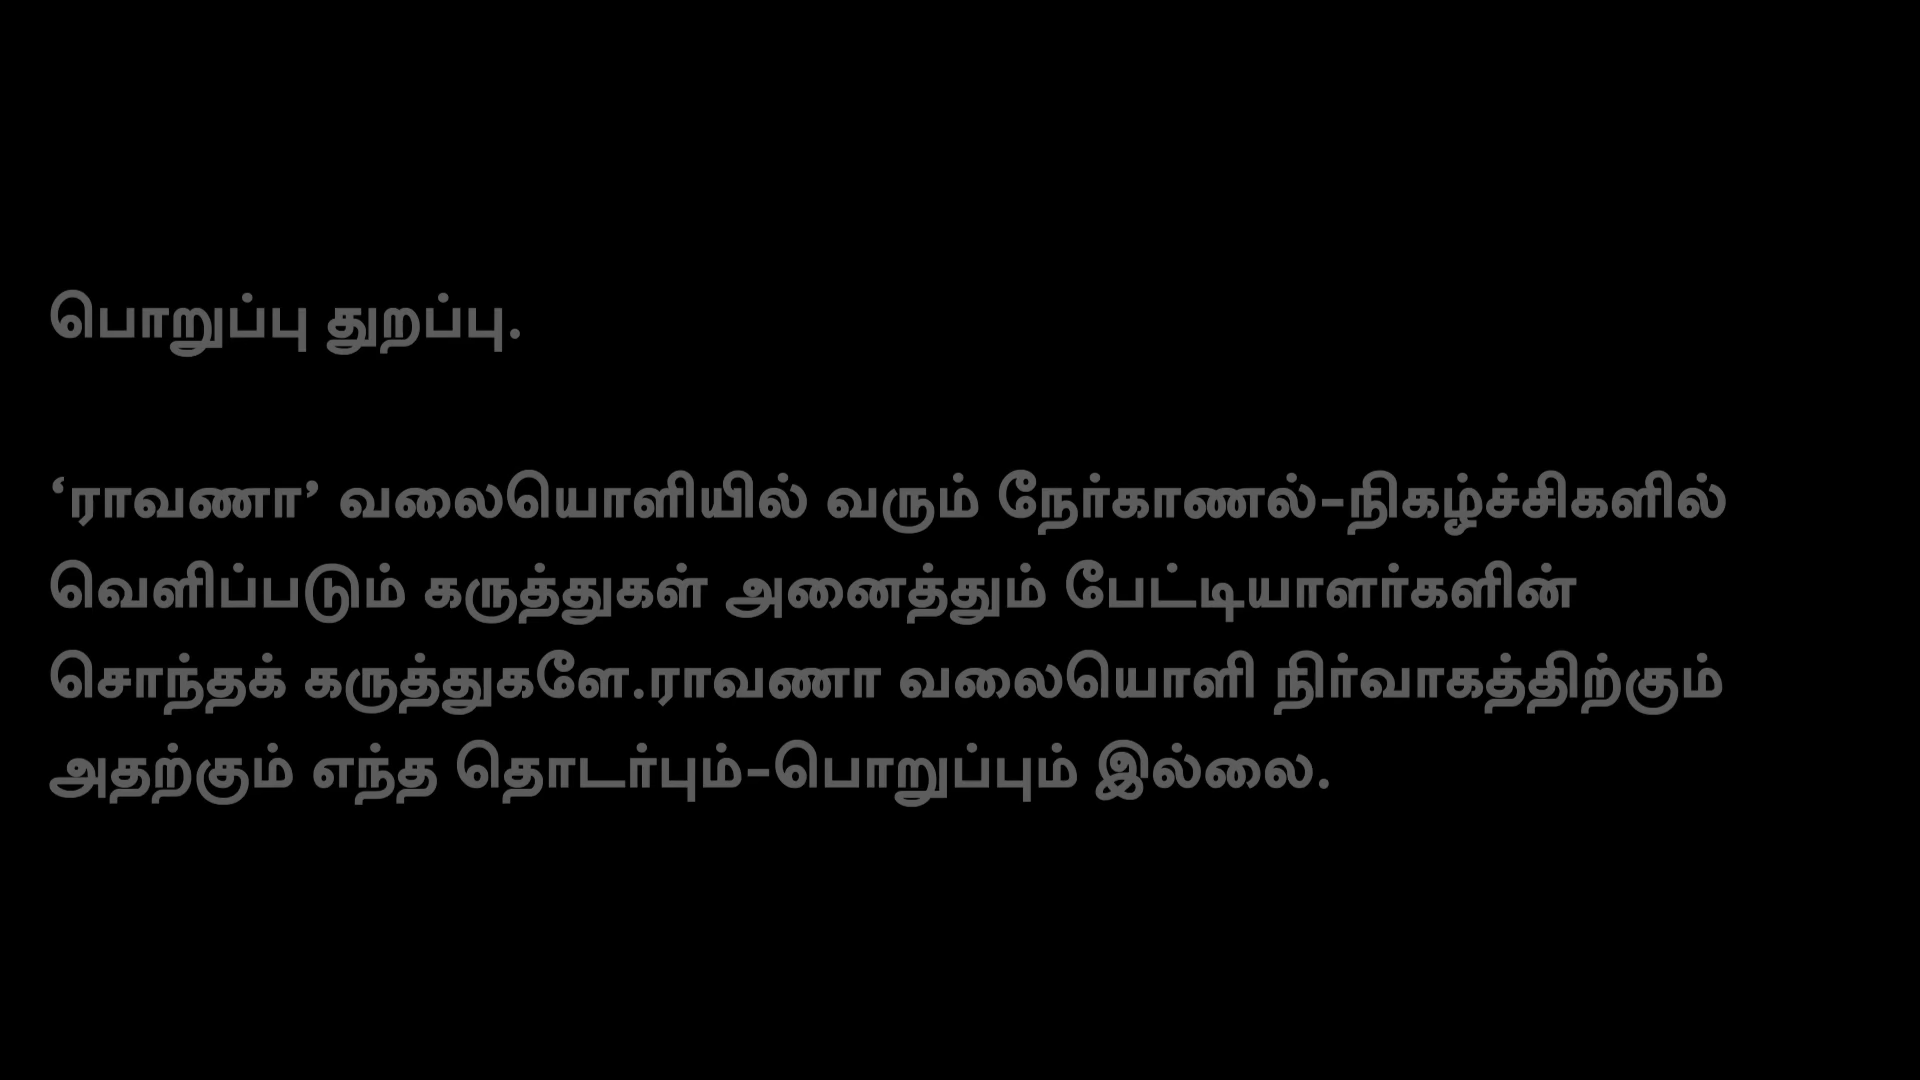 பொறுப்பு துறப்பு.
‘ராவணா’ வலையொளியில் வரும் நேர்காணல்-நிகழ்ச்சிகளில்
வெளிப்படும் கருத்துகள் அனைத்தும் பேட்டியாளர்களின்
சொந்தக் கருத்துகளே.ராவணா வலையொளி நிர்வாகத்திற்கும்
அதற்கும் எந்த தொடர்பும்-பொறுப்பும் இல்லை.